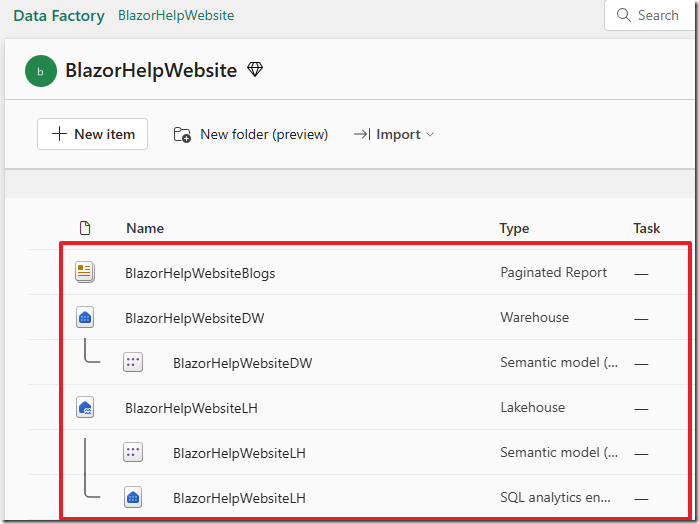 Data Factory BlazorHelpWebsite Search
b BlazorHelpWebsite
New item New folder (preview) Import
Name Type Task
BlazorHelpWebsiteBlogs Paginated Report —
BlazorHelpWebsiteDW Warehouse —
BlazorHelpWebsiteDW Semantic model (... —
BlazorHelpWebsiteLH Lakehouse —
BlazorHelpWebsiteLH Semantic model (... —
BlazorHelpWebsiteLH SQL analytics en... —